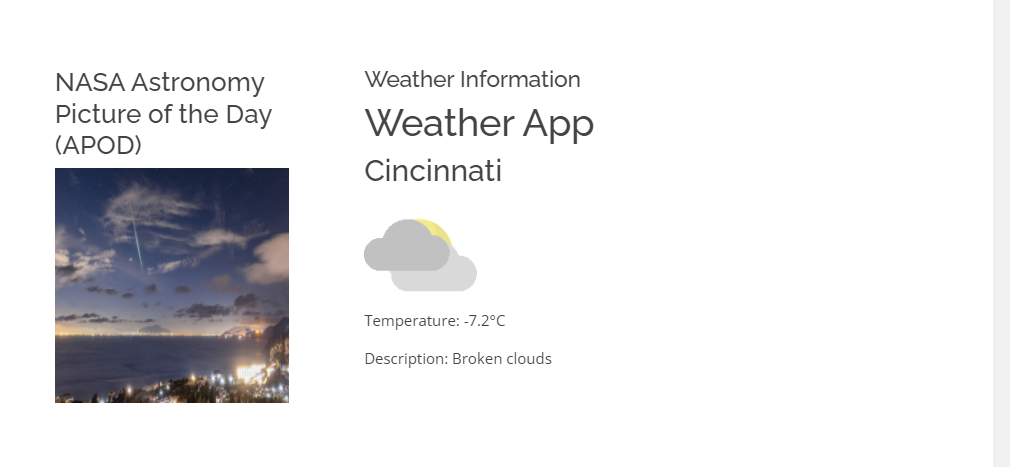 NASA Astronomy
Picture of the Day
(APOD)
Weather Information
Weather App
Cincinnati
Temperature: -7.2°C
Description: Broken clouds